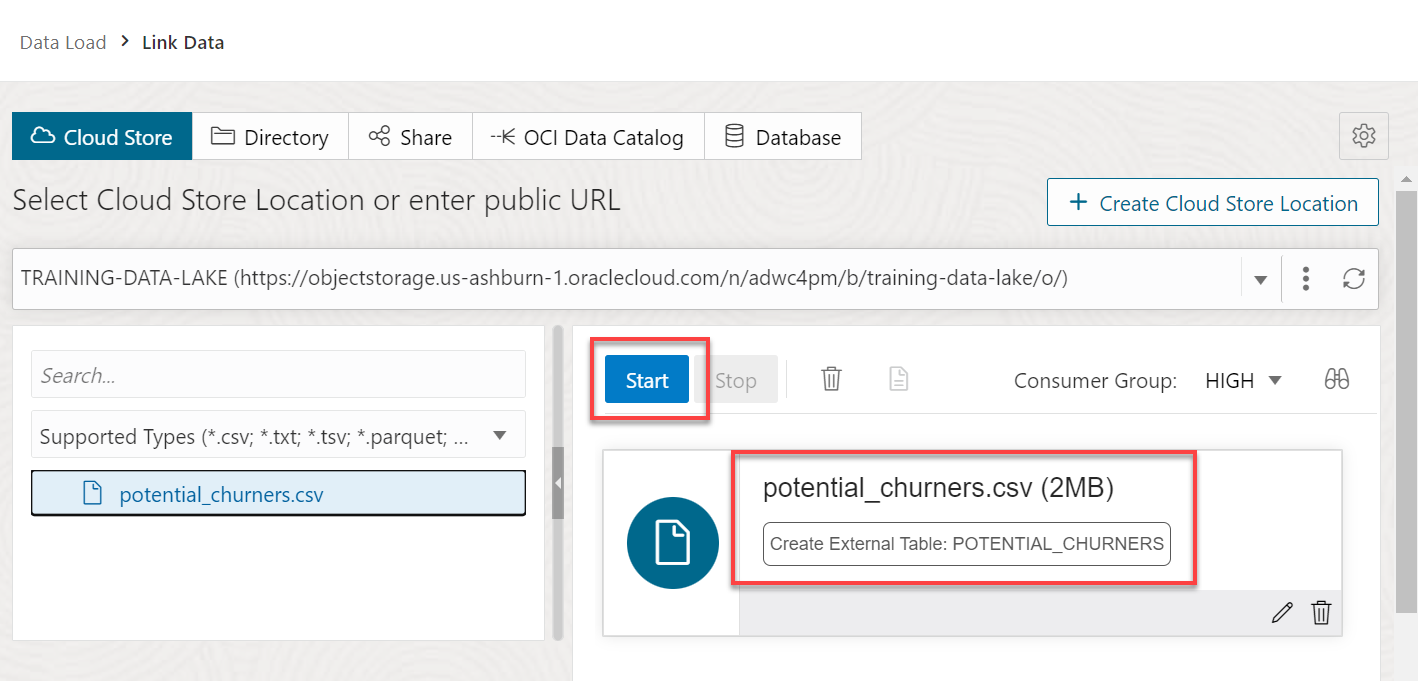 Data Load > Link Data
Cloud Store Directory Share OCI Data Catalog Database
Select Cloud Store Location or enter public URL
+ Create Cloud Store Location
TRAINING-DATA-LAKE (https://objectstorage.us-ashburn-1.oraclecloud.com/n/adwc4pm/b/training-data-lake/o/)
Search...
Supported Types (*.csv; *.txt; *.tsv; *.parquet; ...
potential_churners.csv
Start Stop Consumer Group: HIGH
potential_churners.csv (2MB)
Create External Table: POTENTIAL_CHURNERS